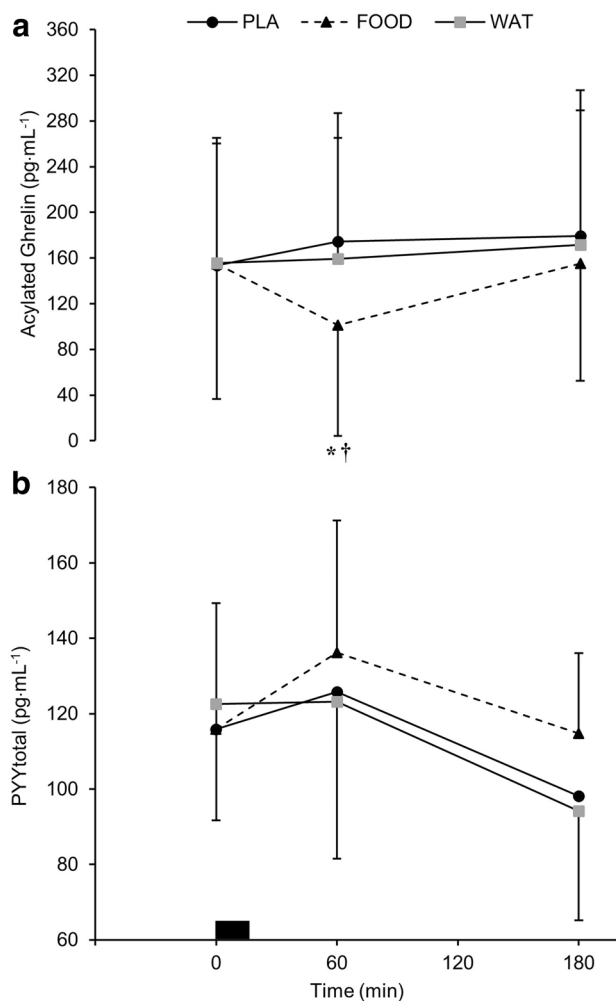 a
PLA FOOD WAT
360
320
280
240
200
160
120
80
40
0
Acylated Ghrelin (pg·mL-1)
*†
b
180
160
140
120
100
80
60
PYYtotal (pg·mL-1)
0 60 120 180
Time (min)